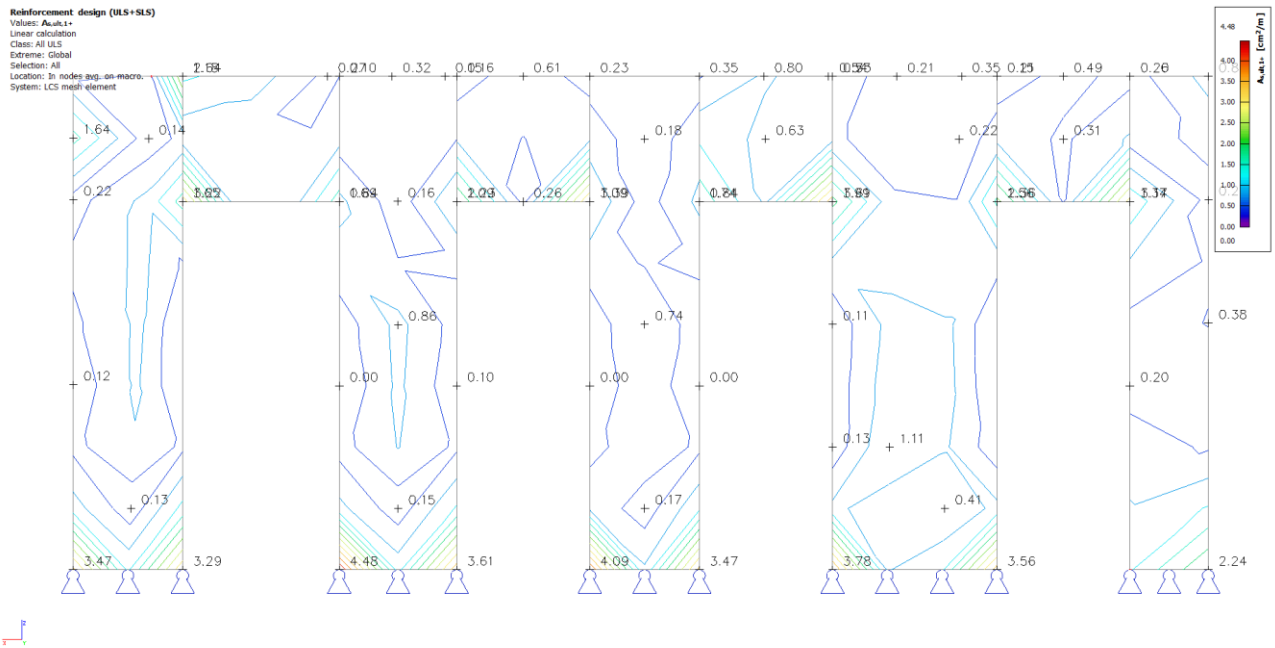 Reinforcement design (ULS+SLS)
Values: As,ult,1+
Linear calculation
Class: All ULS
Extreme: Global
Selection: All
Location: In nodes avg. on macro.
System: LCS mesh element
0.32 0.61 0.23 0.35 0.80 0.21 0.35 0.49 0.26
1.64 0.14 0.18 0.63 0.22 0.31
0.22 0.16 0.26
0.86 0.74 0.11 0.38
0.12 0.00 0.10 0.00 0.00 0.20
0.13 1.11
0.13 0.15 0.17 0.41
3.47 3.29 4.48 3.61 4.09 3.47 3.78 3.56 2.24
4.48
4.00
3.50
3.00
2.50
2.00
1.50
1.00
0.50
0.00
0.00
As,ult,1+ [cm²/m]
x
z
Y